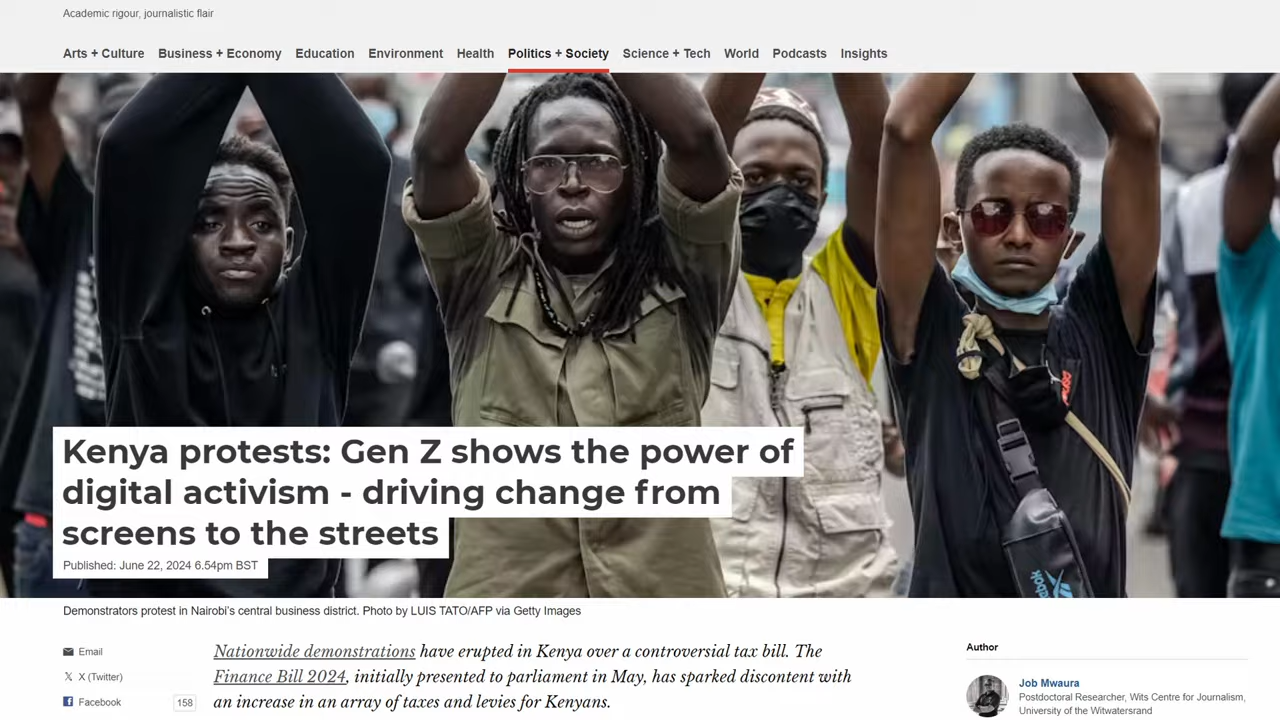 Academic rigour, journalistic flair
Arts + Culture Business + Economy Education Environment Health Politics + Society Science + Tech World Podcasts Insights
Kenya protests: Gen Z shows the power of
digital activism - driving change from
screens to the streets
Published: June 22, 2024 6.54pm BST
Reebok
Demonstrators protest in Nairobi's central business district. Photo by LUIS TATO/AFP via Getty Images
Email
X (Twitter)
Facebook 158
Nationwide demonstrations have erupted in Kenya over a controversial tax bill. The
Finance Bill 2024, initially presented to parliament in May, has sparked discontent with
an increase in an array of taxes and levies for Kenyans.
Author
Job Mwaura
Postdoctoral Researcher, Wits Centre for Journalism,
University of the Witwatersrand